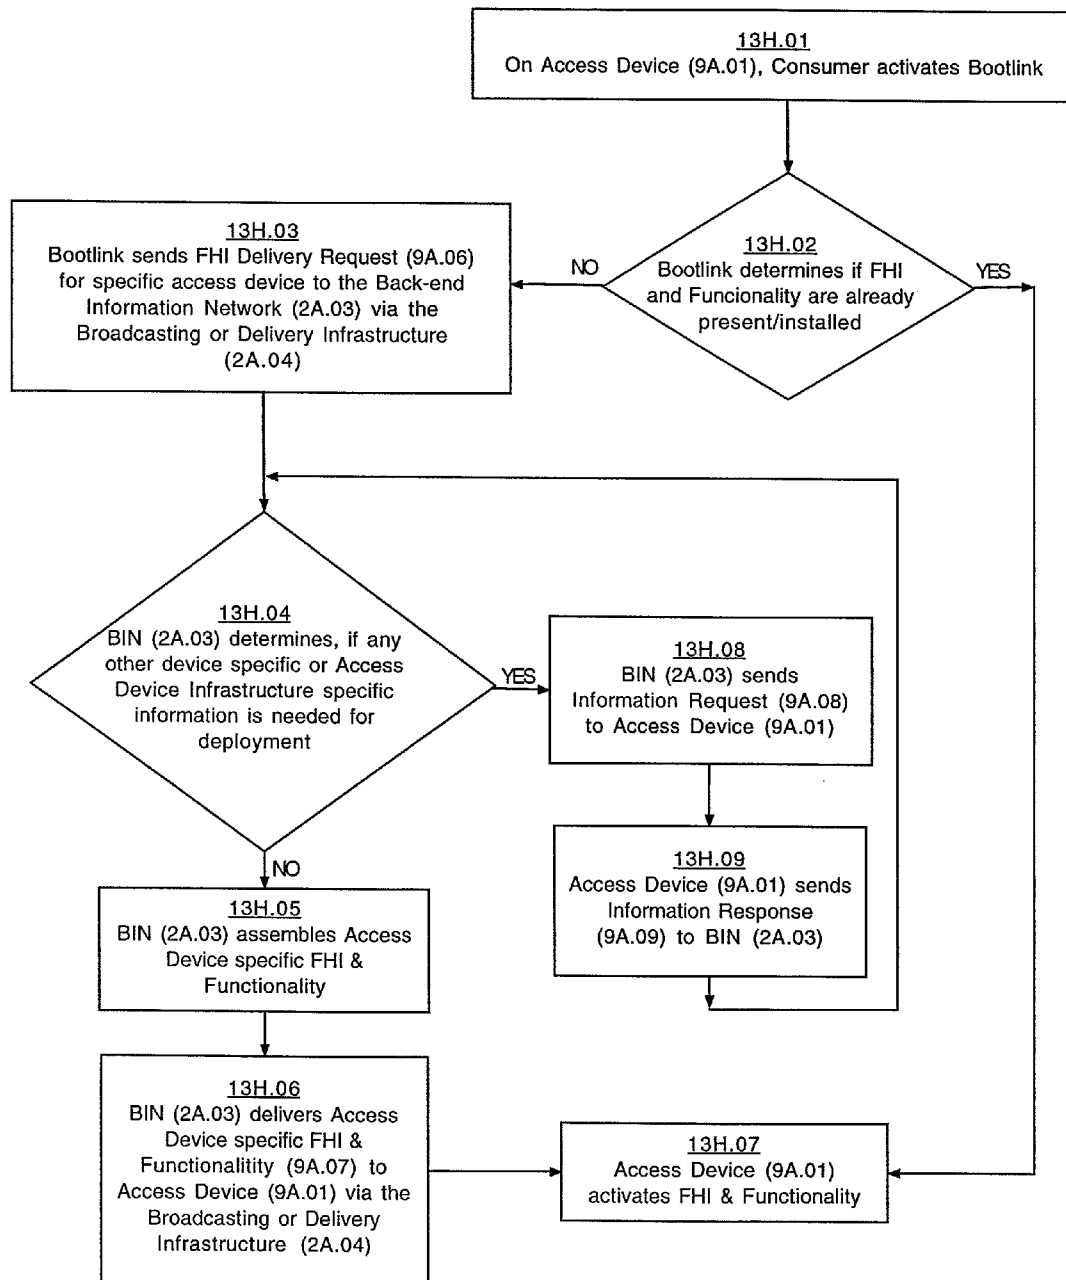 13H.01
On Access Device (9A.01), Consumer activates Bootlink
13H.02
Bootlink determines if FHI
and Funcionality are already
present/installed
NO
YES
13H.03
Bootlink sends FHI Delivery Request (9A.06)
for specific access device to the Back-end
Information Network (2A.03) via the
Broadcasting or Delivery Infrastructure
(2A.04)
13H.04
BIN (2A.03) determines, if any
other device specific or Access
Device Infrastructure specific
information is needed for
deployment
YES
NO
13H.08
BIN (2A.03) sends
Information Request (9A.08)
to Access Device (9A.01)
13H.09
Access Device (9A.01) sends
Information Response
(9A.09) to BIN (2A.03)
13H.05
BIN (2A.03) assembles Access
Device specific FHI &
Functionality
13H.06
BIN (2A.03) delivers Access
Device specific FHI &
Functionalitity (9A.07) to
Access Device (9A.01) via the
Broadcasting or Delivery
Infrastructure (2A.04)
13H.07
Access Device (9A.01)
activates FHI & Functionality